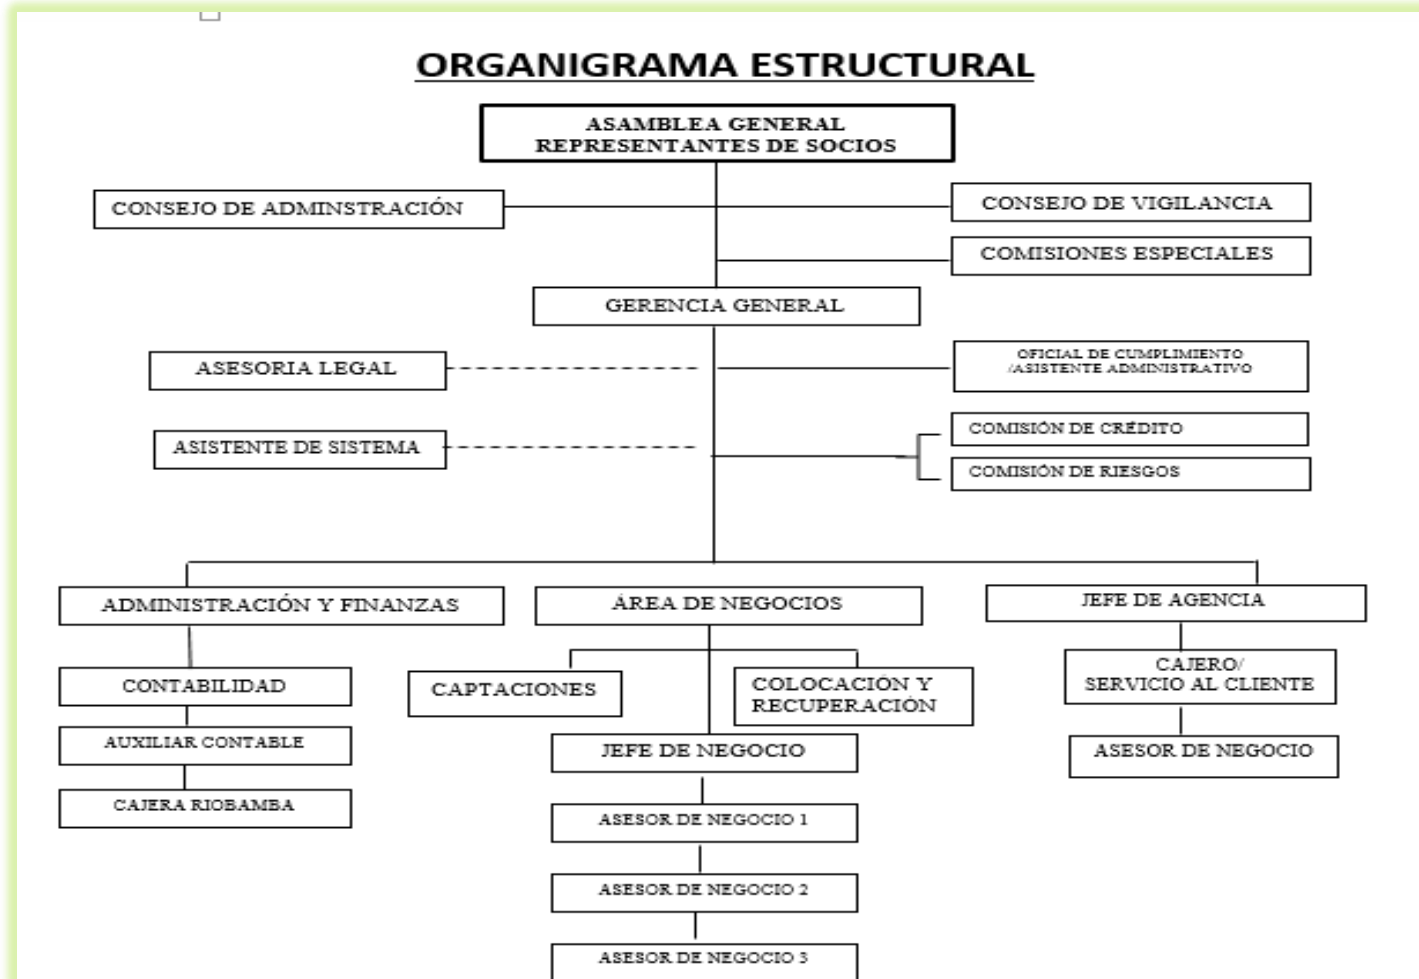 ORGANIGRAMA ESTRUCTURAL
ASAMBLEA GENERAL
REPRESENTANTES DE SOCIOS
CONSEJO DE ADMINSTRACIÓN
CONSEJO DE VIGILANCIA
COMISIONES ESPECIALES
GERENCIA GENERAL
ASESORIA LEGAL
OFICIAL DE CUMPLIMIENTO
/ASISTENTE ADMINISTRATIVO
ASISTENTE DE SISTEMA
COMISIÓN DE CRÉDITO
COMISIÓN DE RIESGOS
ADMINISTRACIÓN Y FINANZAS
ÁREA DE NEGOCIOS
JEFE DE AGENCIA
CONTABILIDAD
CAPTACIONES
COLOCACIÓN Y
RECUPERACIÓN
CAJERO/
SERVICIO AL CLIENTE
AUXILIAR CONTABLE
JEFE DE NEGOCIO
ASESOR DE NEGOCIO
CAJERA RIOBAMBA
ASESOR DE NEGOCIO 1
ASESOR DE NEGOCIO 2
ASESOR DE NEGOCIO 3